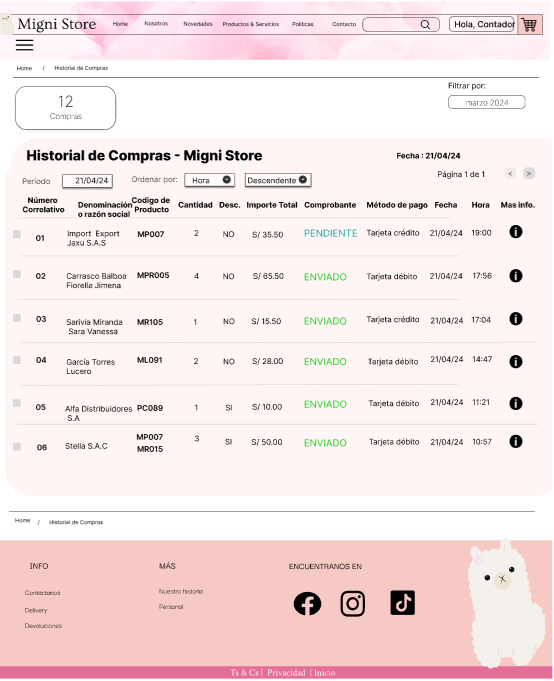 Migni Store Home Nosotros Novedades Productos & Servicios Políticas Contacto Hola, Contador
Home / Historial de Compras
Filtrar por:
12
Compras
marzo 2024
Historial de Compras - Migni Store Fecha : 21/04/24
Página 1 de 1 < >
Periodo 21/04/24 Ordenar por: Hora Descendente
Número
Correlativo
Denominación
o razón social
Codigo de
Producto
Cantidad Desc. Importe Total Comprobante Método de pago Fecha Hora Mas info.
01 Import Export
Jaxu S.A.S
MP007 2 NO S/ 35.50 PENDIENTE Tarjeta crédito 21/04/24 19:00
02 Carrasco Balboa
Fiorella Jimena
MPR005 4 NO S/ 65.50 ENVIADO Tarjeta débito 21/04/24 17:56
03 Sarivia Miranda
Sara Vanessa
MR105 1 NO S/ 15.50 ENVIADO Tarjeta crédito 21/04/24 17:04
04 García Torres
Lucero
ML091 2 NO S/ 28.00 ENVIADO Tarjeta débito 21/04/24 14:47
05 Alfa Distribuidores
S.A
PC089 1 SI S/ 10.00 ENVIADO Tarjeta débito 21/04/24 11:21
06 Stella S.A.C
MP007
MR015
3 SI S/ 50.00 ENVIADO Tarjeta débito 21/04/24 10:57
Home / Historial de Compras
INFO MÁS ENCUENTRANOS EN
Contáctanos Nuestra historia
Delivery Personal
Devoluciones
Ts & Cs | Privacidad | Inicio